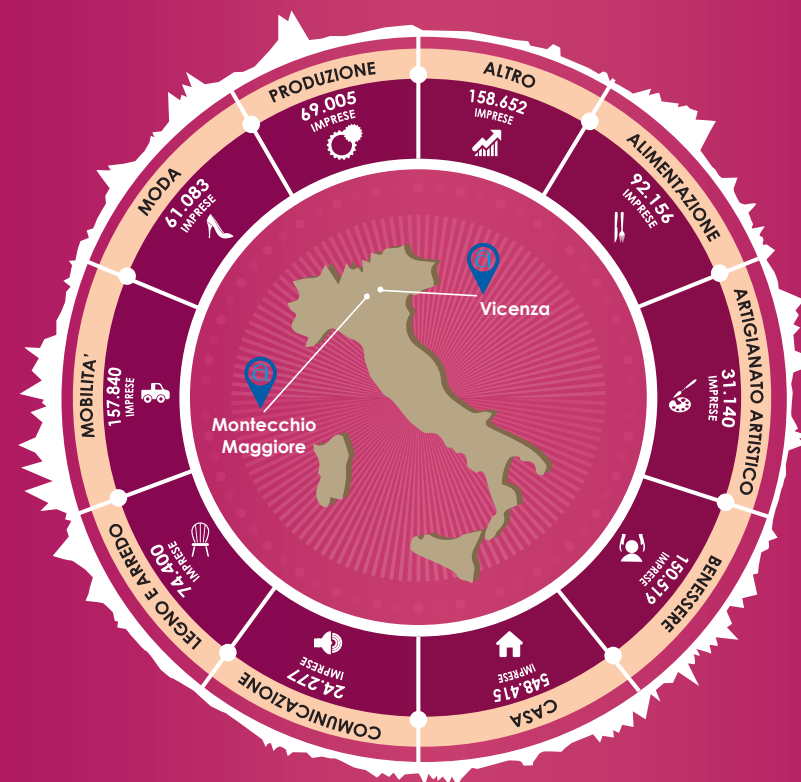 PRODUZIONE
69.005
IMPRESE
ALTRO
158.652
IMPRESE
ALIMENTAZIONE
92.156
IMPRESE
ARTIGIANATO ARTISTICO
31.140
IMPRESE
BENESSERE
150.519
IMPRESE
CASA
548.415
IMPRESE
COMUNICAZIONE
24.277
IMPRESE
LEGNO E ARREDO
74.400
IMPRESE
MOBILITA'
157.840
IMPRESE
MODA
61.083
IMPRESE
Vicenza
Montecchio
Maggiore